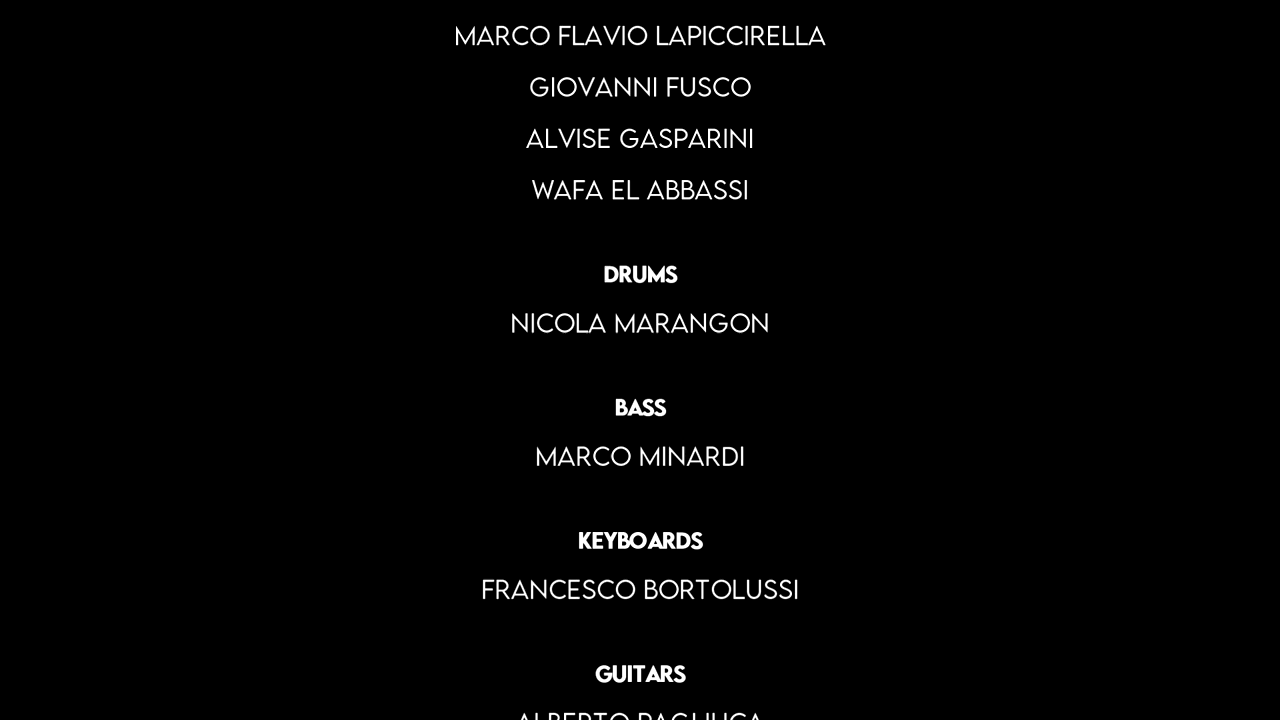 MARCO FLAVIO LAPICCIRELLA
GIOVANNI FUSCO
ALVISE GASPARINI
WAFA EL ABBASSI
DRUMS
NICOLA MARANGON
BASS
MARCO MINARDI
KEYBOARDS
FRANCESCO BORTOLUSSI
GUITARS
ALBERTO